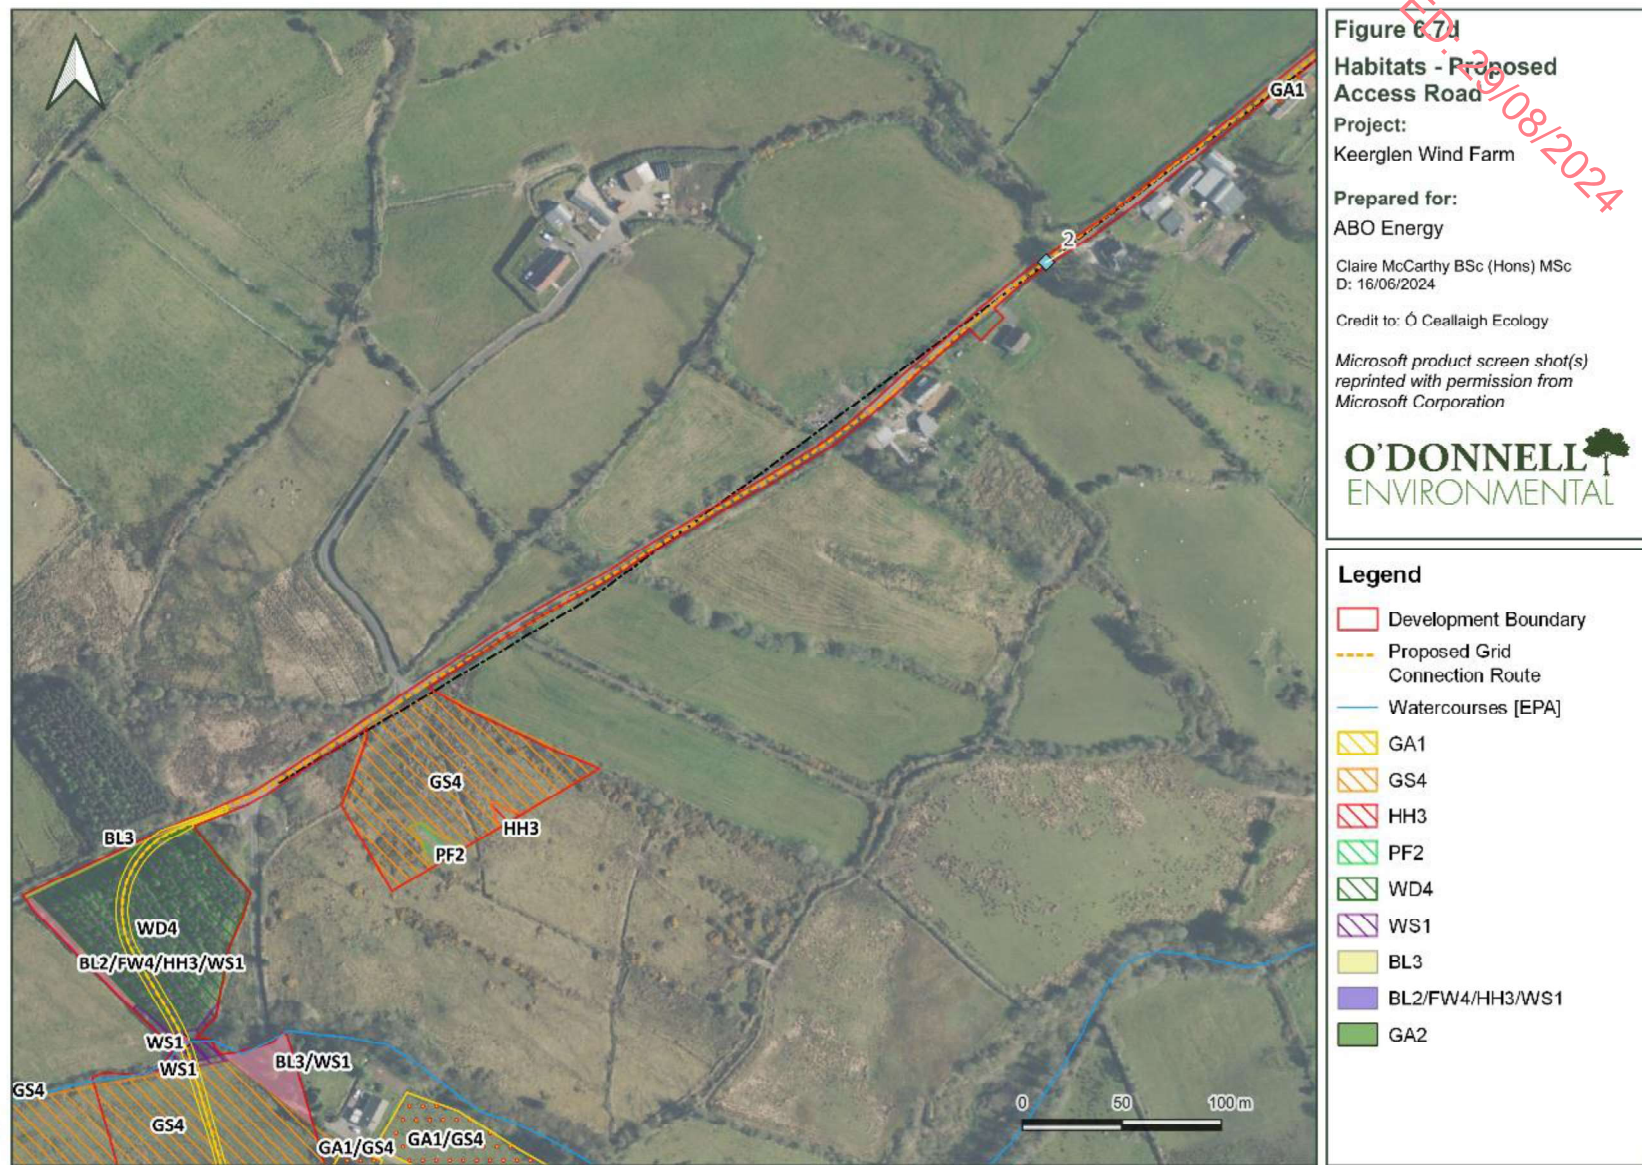 ED: 29/08/2024
Figure 6.7d
Habitats - Proposed
Access Road
Project:
Keerglen Wind Farm
Prepared for:
ABO Energy
Claire McCarthy BSc (Hons) MSc
D: 16/06/2024
Credit to: Ó Ceallaigh Ecology
Microsoft product screen shot(s)
reprinted with permission from
Microsoft Corporation
O'DONNELL
ENVIRONMENTAL
Legend
Development Boundary
Proposed Grid
Connection Route
Watercourses [EPA]
GA1
GS4
HH3
PF2
WD4
WS1
BL3
BL2/FW4/HH3/WS1
GA2
GA1
2
GS4
HH3
PF2
BL3
WD4
BL2/FW4/HH3/WS1
WS1
WS1
BL3/WS1
GS4
GS4
GA1/GS4
GA1/GS4
0 50 100 m